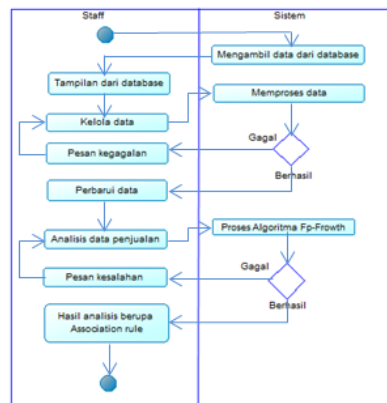 Staff
Sistem
Mengambil data dari database
Tampilan dari database
Memproses data
Kelola data
Gagal
Pesan kegagalan
Berhasil
Perbarui data
Analisis data penjualan
Proses Algoritma Fp-Frowth
Gagal
Pesan kesalahan
Berhasil
Hasil analisis berupa
Association rule